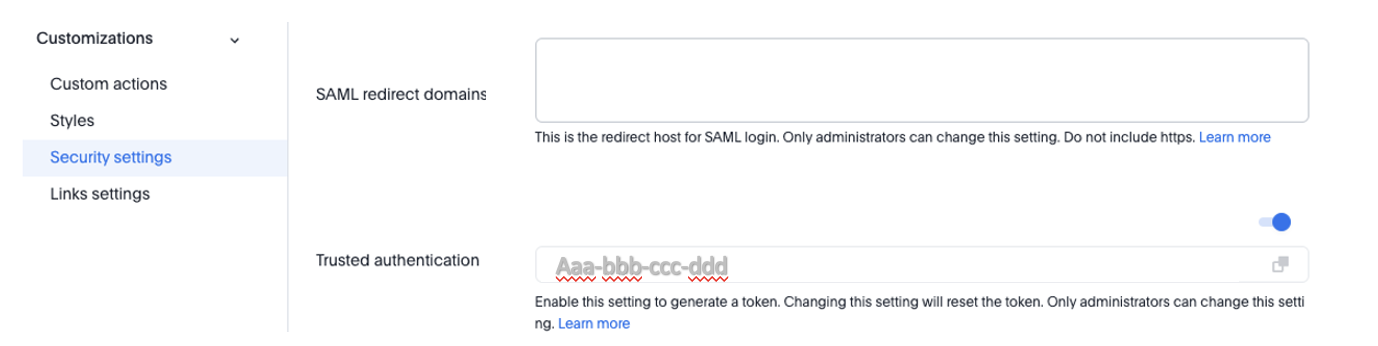 Customizations
Custom actions
Styles
Security settings
Links settings
SAML redirect domains
This is the redirect host for SAML login. Only administrators can change this setting. Do not include https. Learn more
Trusted authentication
Aaa-bbb-ccc-ddd
Enable this setting to generate a token. Changing this setting will reset the token. Only administrators can change this setti
ng. Learn more